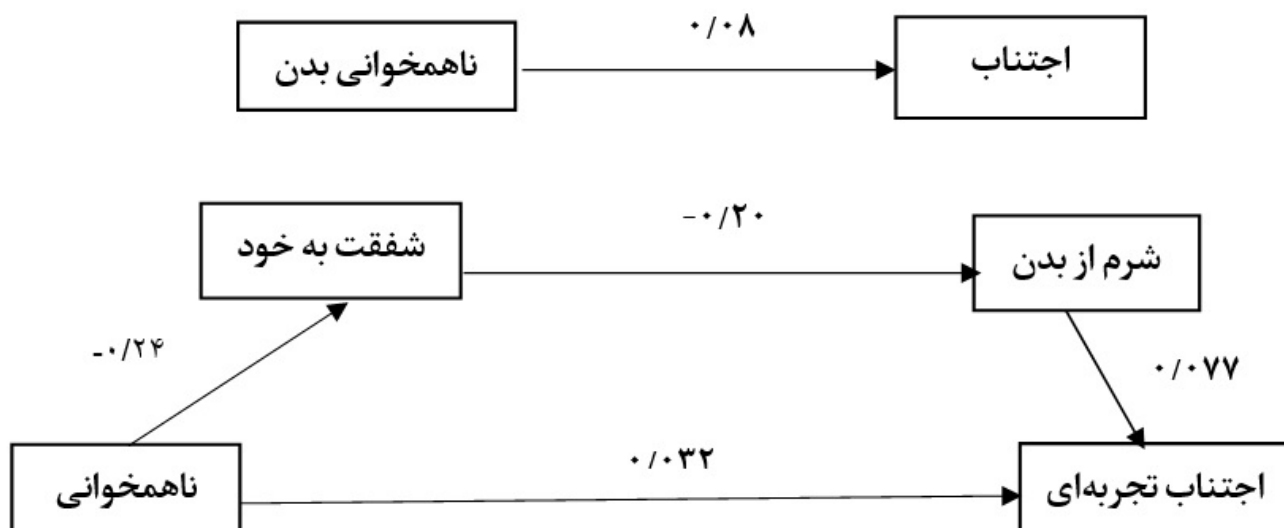 ۰/۰۸
ناهمخوانی بدن
اجتناب
-۰/۲۰
شفقت به خود
شرم از بدن
-۰/۲۴
۰/۰۷۷
۰/۰۳۲
ناهمخوانی
اجتناب تجربه‌ای